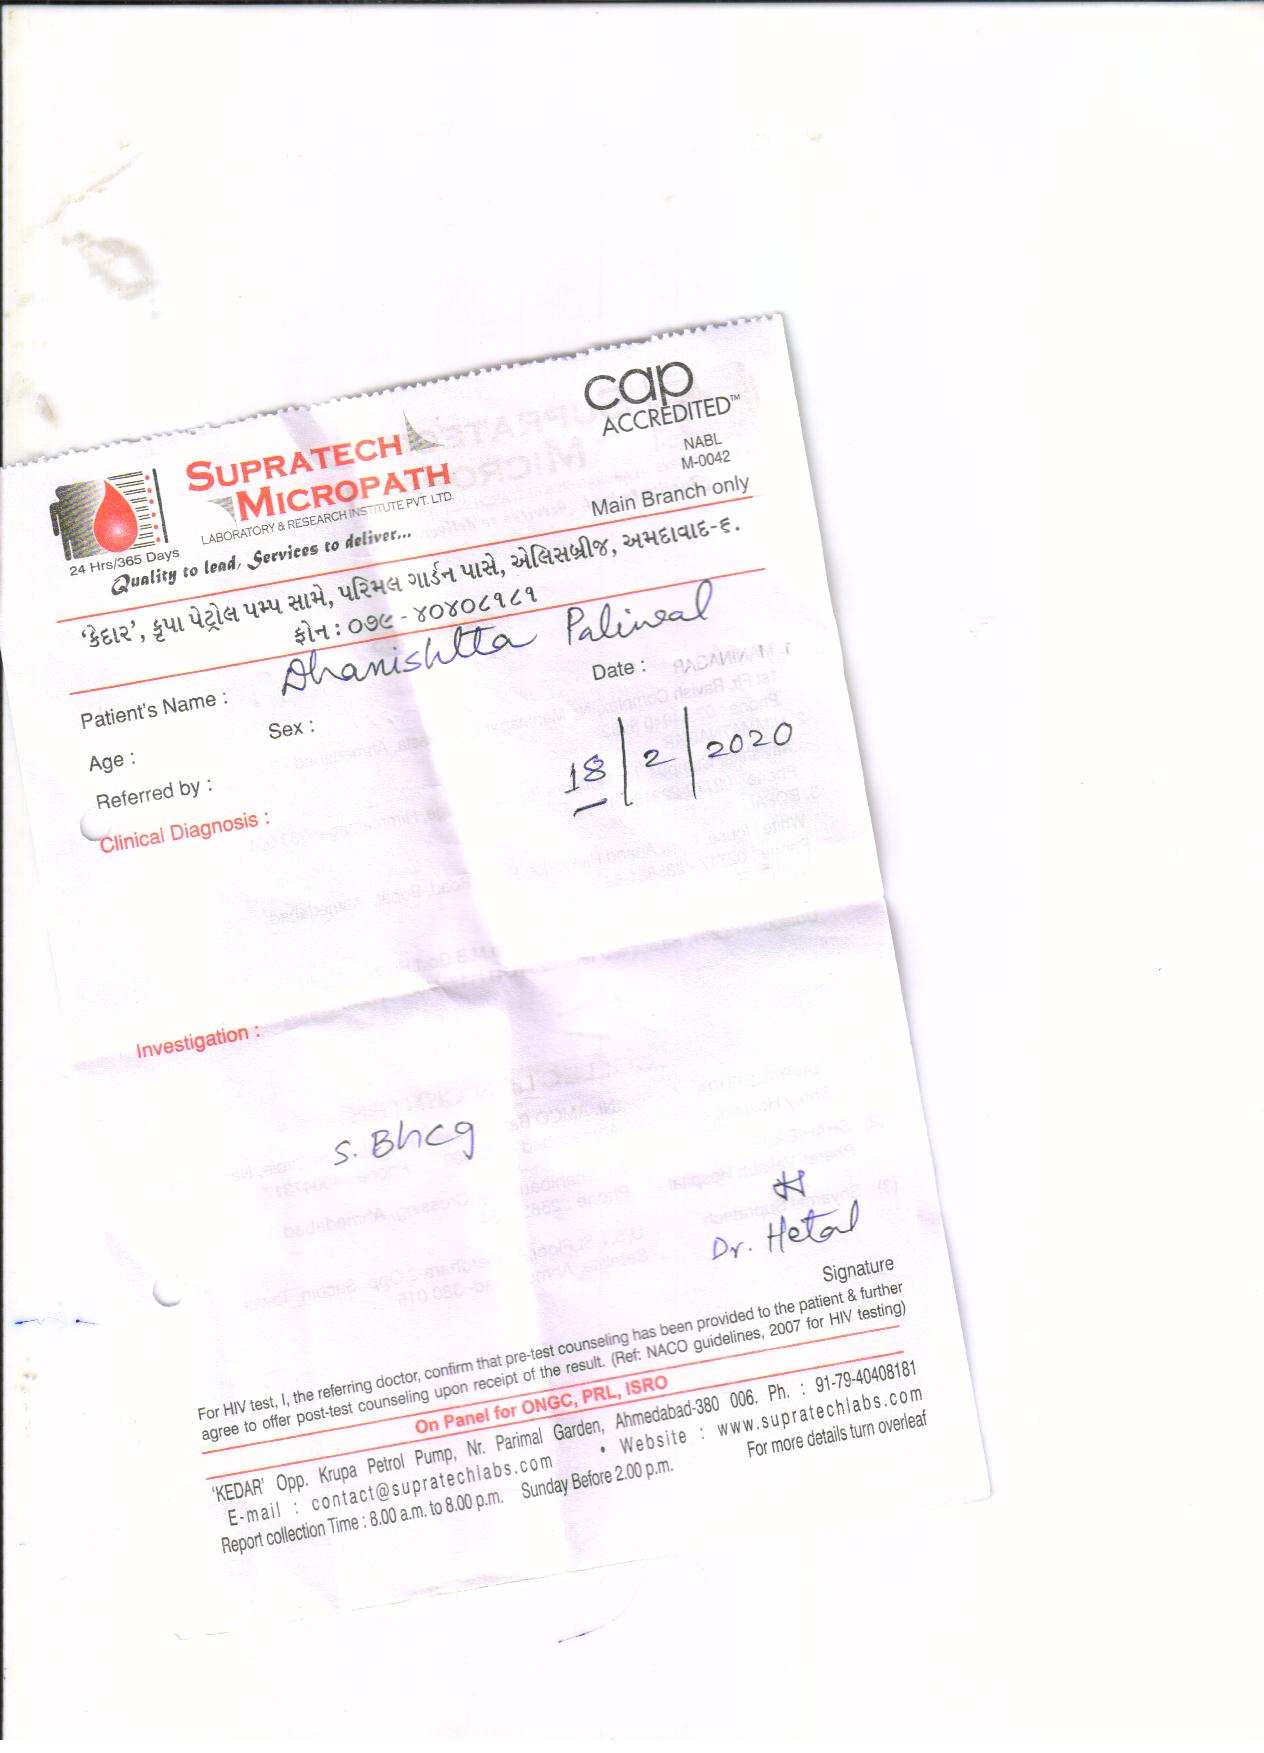 cap
ACCREDITED™
NABL
M-0042
Main Branch only
SUPRATECH
MICROPATH
LABORATORY & RESEARCH INSTITUTE PVT. LTD.
24 Hrs/365 Days
Quality to lead, Services to deliver...
'કેદાર', કૃપા પેટ્રોલ પમ્પ સામે, પરિમલ ગાર્ડન પાસે, એલિસબ્રીજ, અમદાવાદ-૬.
ફોન : ૦૭૯ - ૪૦૪૦૮૧૮૧
Patient's Name : Dhanishtta Paliwal
Date :
18/2/2020
Age :
Sex :
Referred by :
Clinical Diagnosis :
Investigation :
S. Bhcg
Dr. Hetal
Signature
For HIV test, I, the referring doctor, confirm that pre-test counseling has been provided to the patient & further
agree to offer post-test counseling upon receipt of the result. (Ref: NACO guidelines, 2007 for HIV testing)
On Panel for ONGC, PRL, ISRO
'KEDAR' Opp. Krupa Petrol Pump, Nr. Parimal Garden, Ahmedabad-380 006. Ph. : 91-79-40408181
E-mail : contact@supratechlabs.com • Website : www.supratechlabs.com
Report collection Time : 8.00 a.m. to 8.00 p.m. Sunday Before 2.00 p.m.
For more details turn overleaf